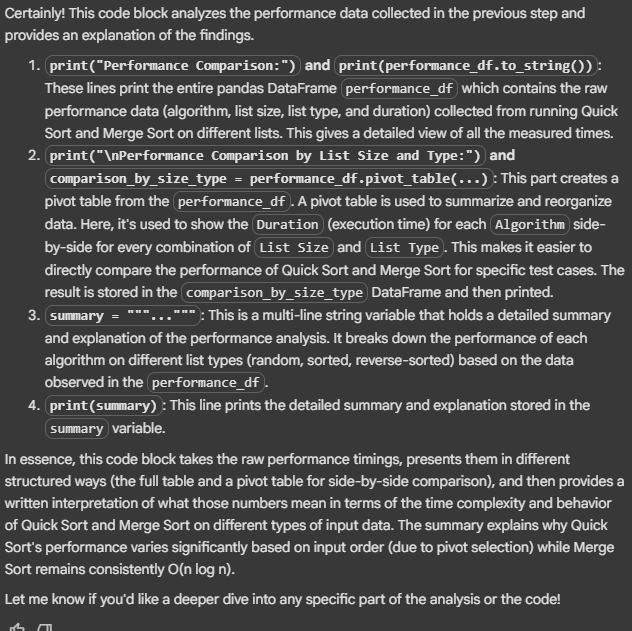 Certainly! This code block analyzes the performance data collected in the previous step and
provides an explanation of the findings.
1. print("Performance Comparison:") and print(performance_df.to_string()):
These lines print the entire pandas DataFrame performance_df which contains the raw
performance data (algorithm, list size, list type, and duration) collected from running Quick
Sort and Merge Sort on different lists. This gives a detailed view of all the measured times.
2. print("\nPerformance Comparison by List Size and Type:") and
comparison_by_size_type = performance_df.pivot_table(...): This part creates a
pivot table from the performance_df. A pivot table is used to summarize and reorganize
data. Here, it's used to show the Duration (execution time) for each Algorithm side-
by-side for every combination of List Size and List Type. This makes it easier to
directly compare the performance of Quick Sort and Merge Sort for specific test cases. The
result is stored in the comparison_by_size_type DataFrame and then printed.
3. summary = """...""": This is a multi-line string variable that holds a detailed summary
and explanation of the performance analysis. It breaks down the performance of each
algorithm on different list types (random, sorted, reverse-sorted) based on the data
observed in the performance_df.
4. print(summary): This line prints the detailed summary and explanation stored in the
summary variable.
In essence, this code block takes the raw performance timings, presents them in different
structured ways (the full table and a pivot table for side-by-side comparison), and then provides a
written interpretation of what those numbers mean in terms of the time complexity and behavior
of Quick Sort and Merge Sort on different types of input data. The summary explains why Quick
Sort's performance varies significantly based on input order (due to pivot selection) while Merge
Sort remains consistently O(n log n).
Let me know if you'd like a deeper dive into any specific part of the analysis or the code!